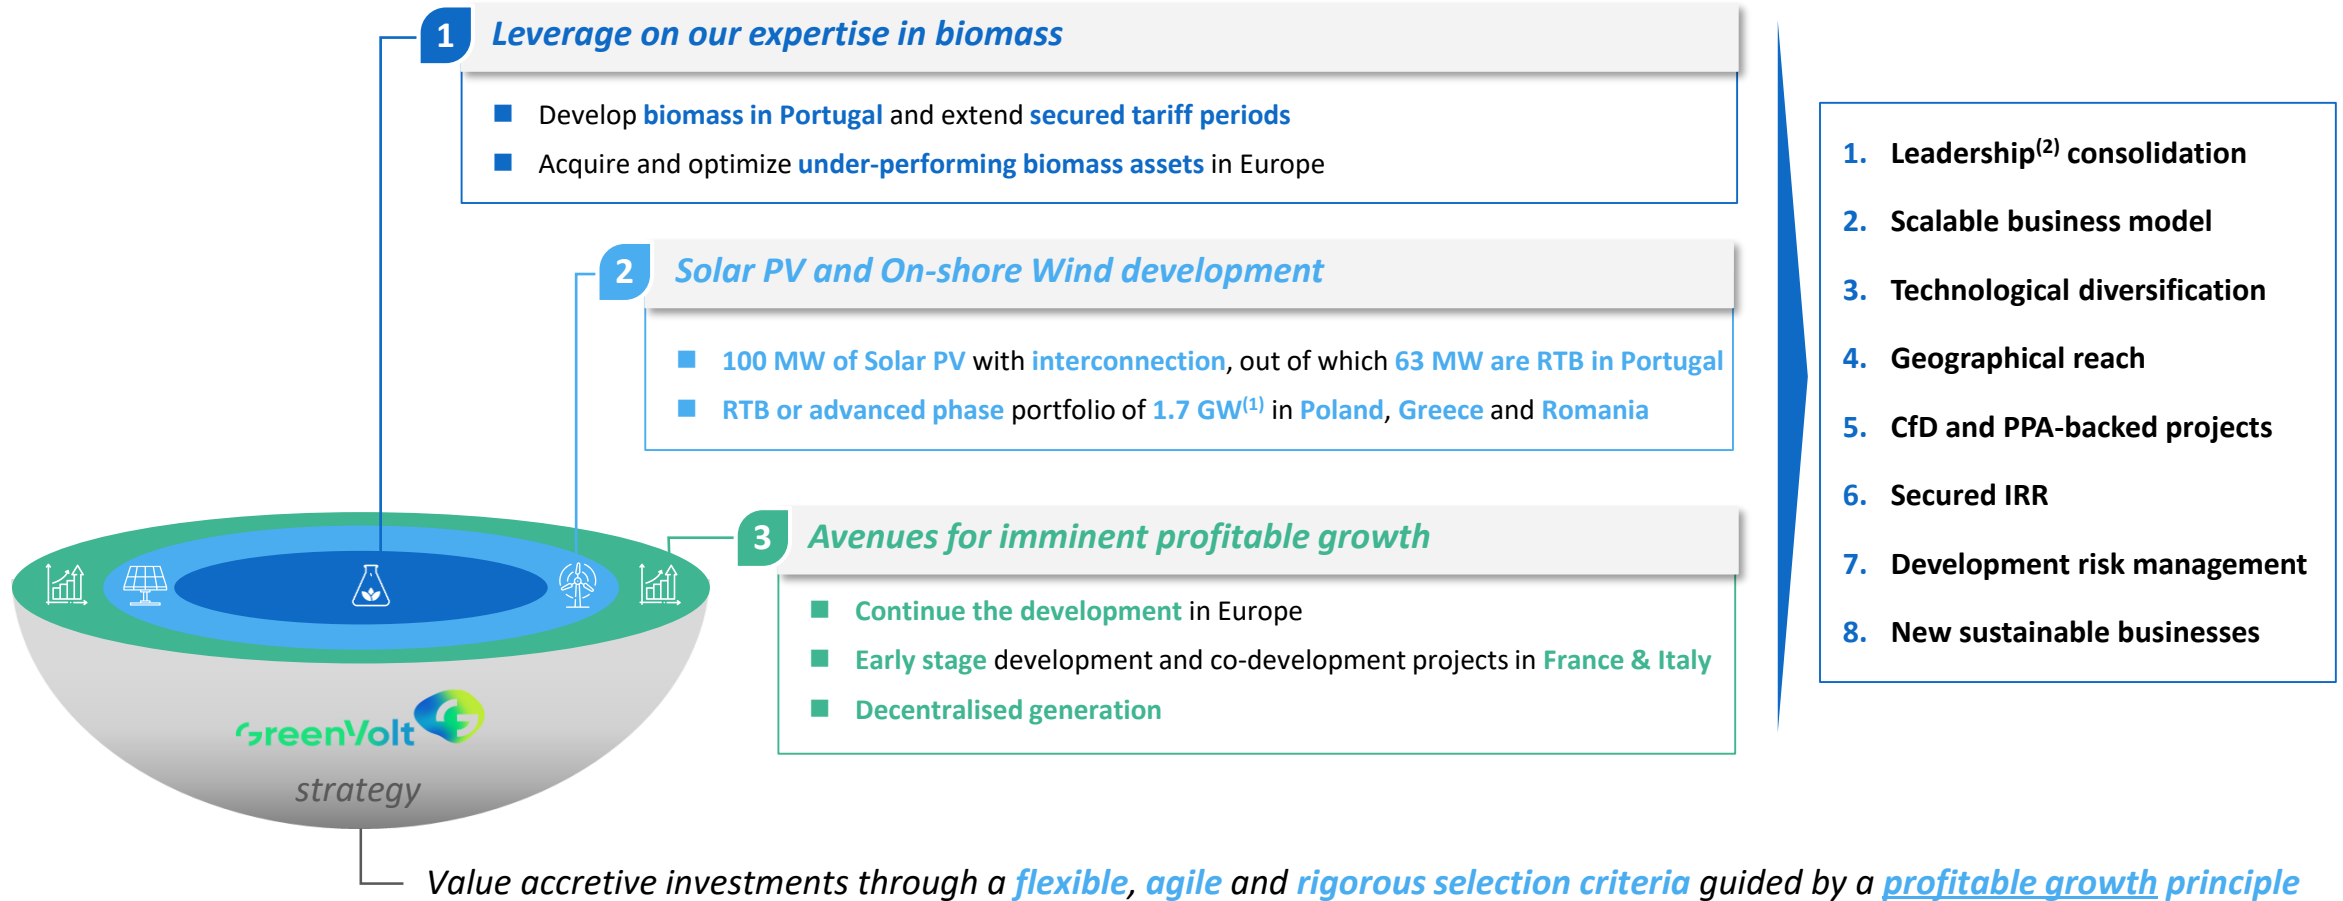 1 Leverage on our expertise in biomass
Develop biomass in Portugal and extend secured tariff periods
Acquire and optimize under-performing biomass assets in Europe
2 Solar PV and On-shore Wind development
100 MW of Solar PV with interconnection, out of which 63 MW are RTB in Portugal
RTB or advanced phase portfolio of 1.7 GW(1) in Poland, Greece and Romania
3 Avenues for imminent profitable growth
Continue the development in Europe
Early stage development and co-development projects in France & Italy
Decentralised generation
1. Leadership(2) consolidation
2. Scalable business model
3. Technological diversification
4. Geographical reach
5. CfD and PPA-backed projects
6. Secured IRR
7. Development risk management
8. New sustainable businesses
GreenVolt
strategy
Value accretive investments through a flexible, agile and rigorous selection criteria guided by a profitable growth principle